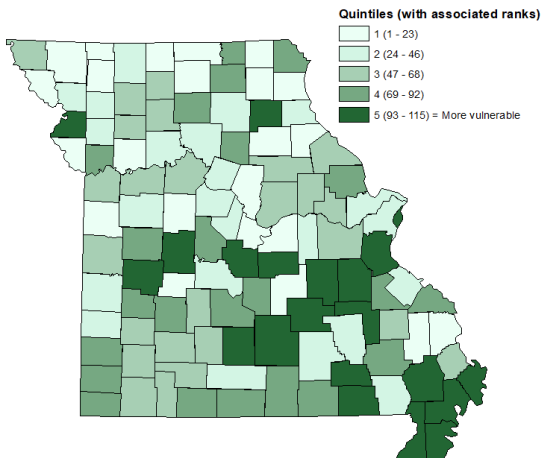 Quintiles (with associated ranks)
1 (1 - 23)
2 (24 - 46)
3 (47 - 68)
4 (69 - 92)
5 (93 - 115) = More vulnerable